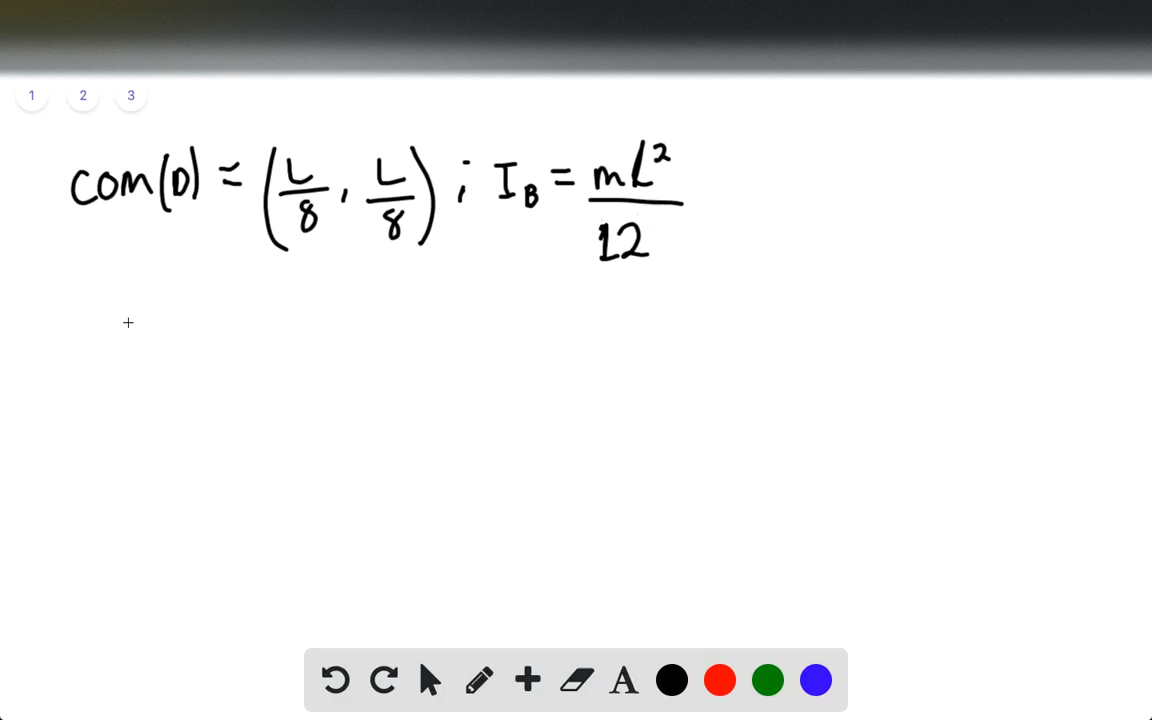 1 2 3
com(D) ≈ (L/8, L/8) ; I_B = mL²/12
A